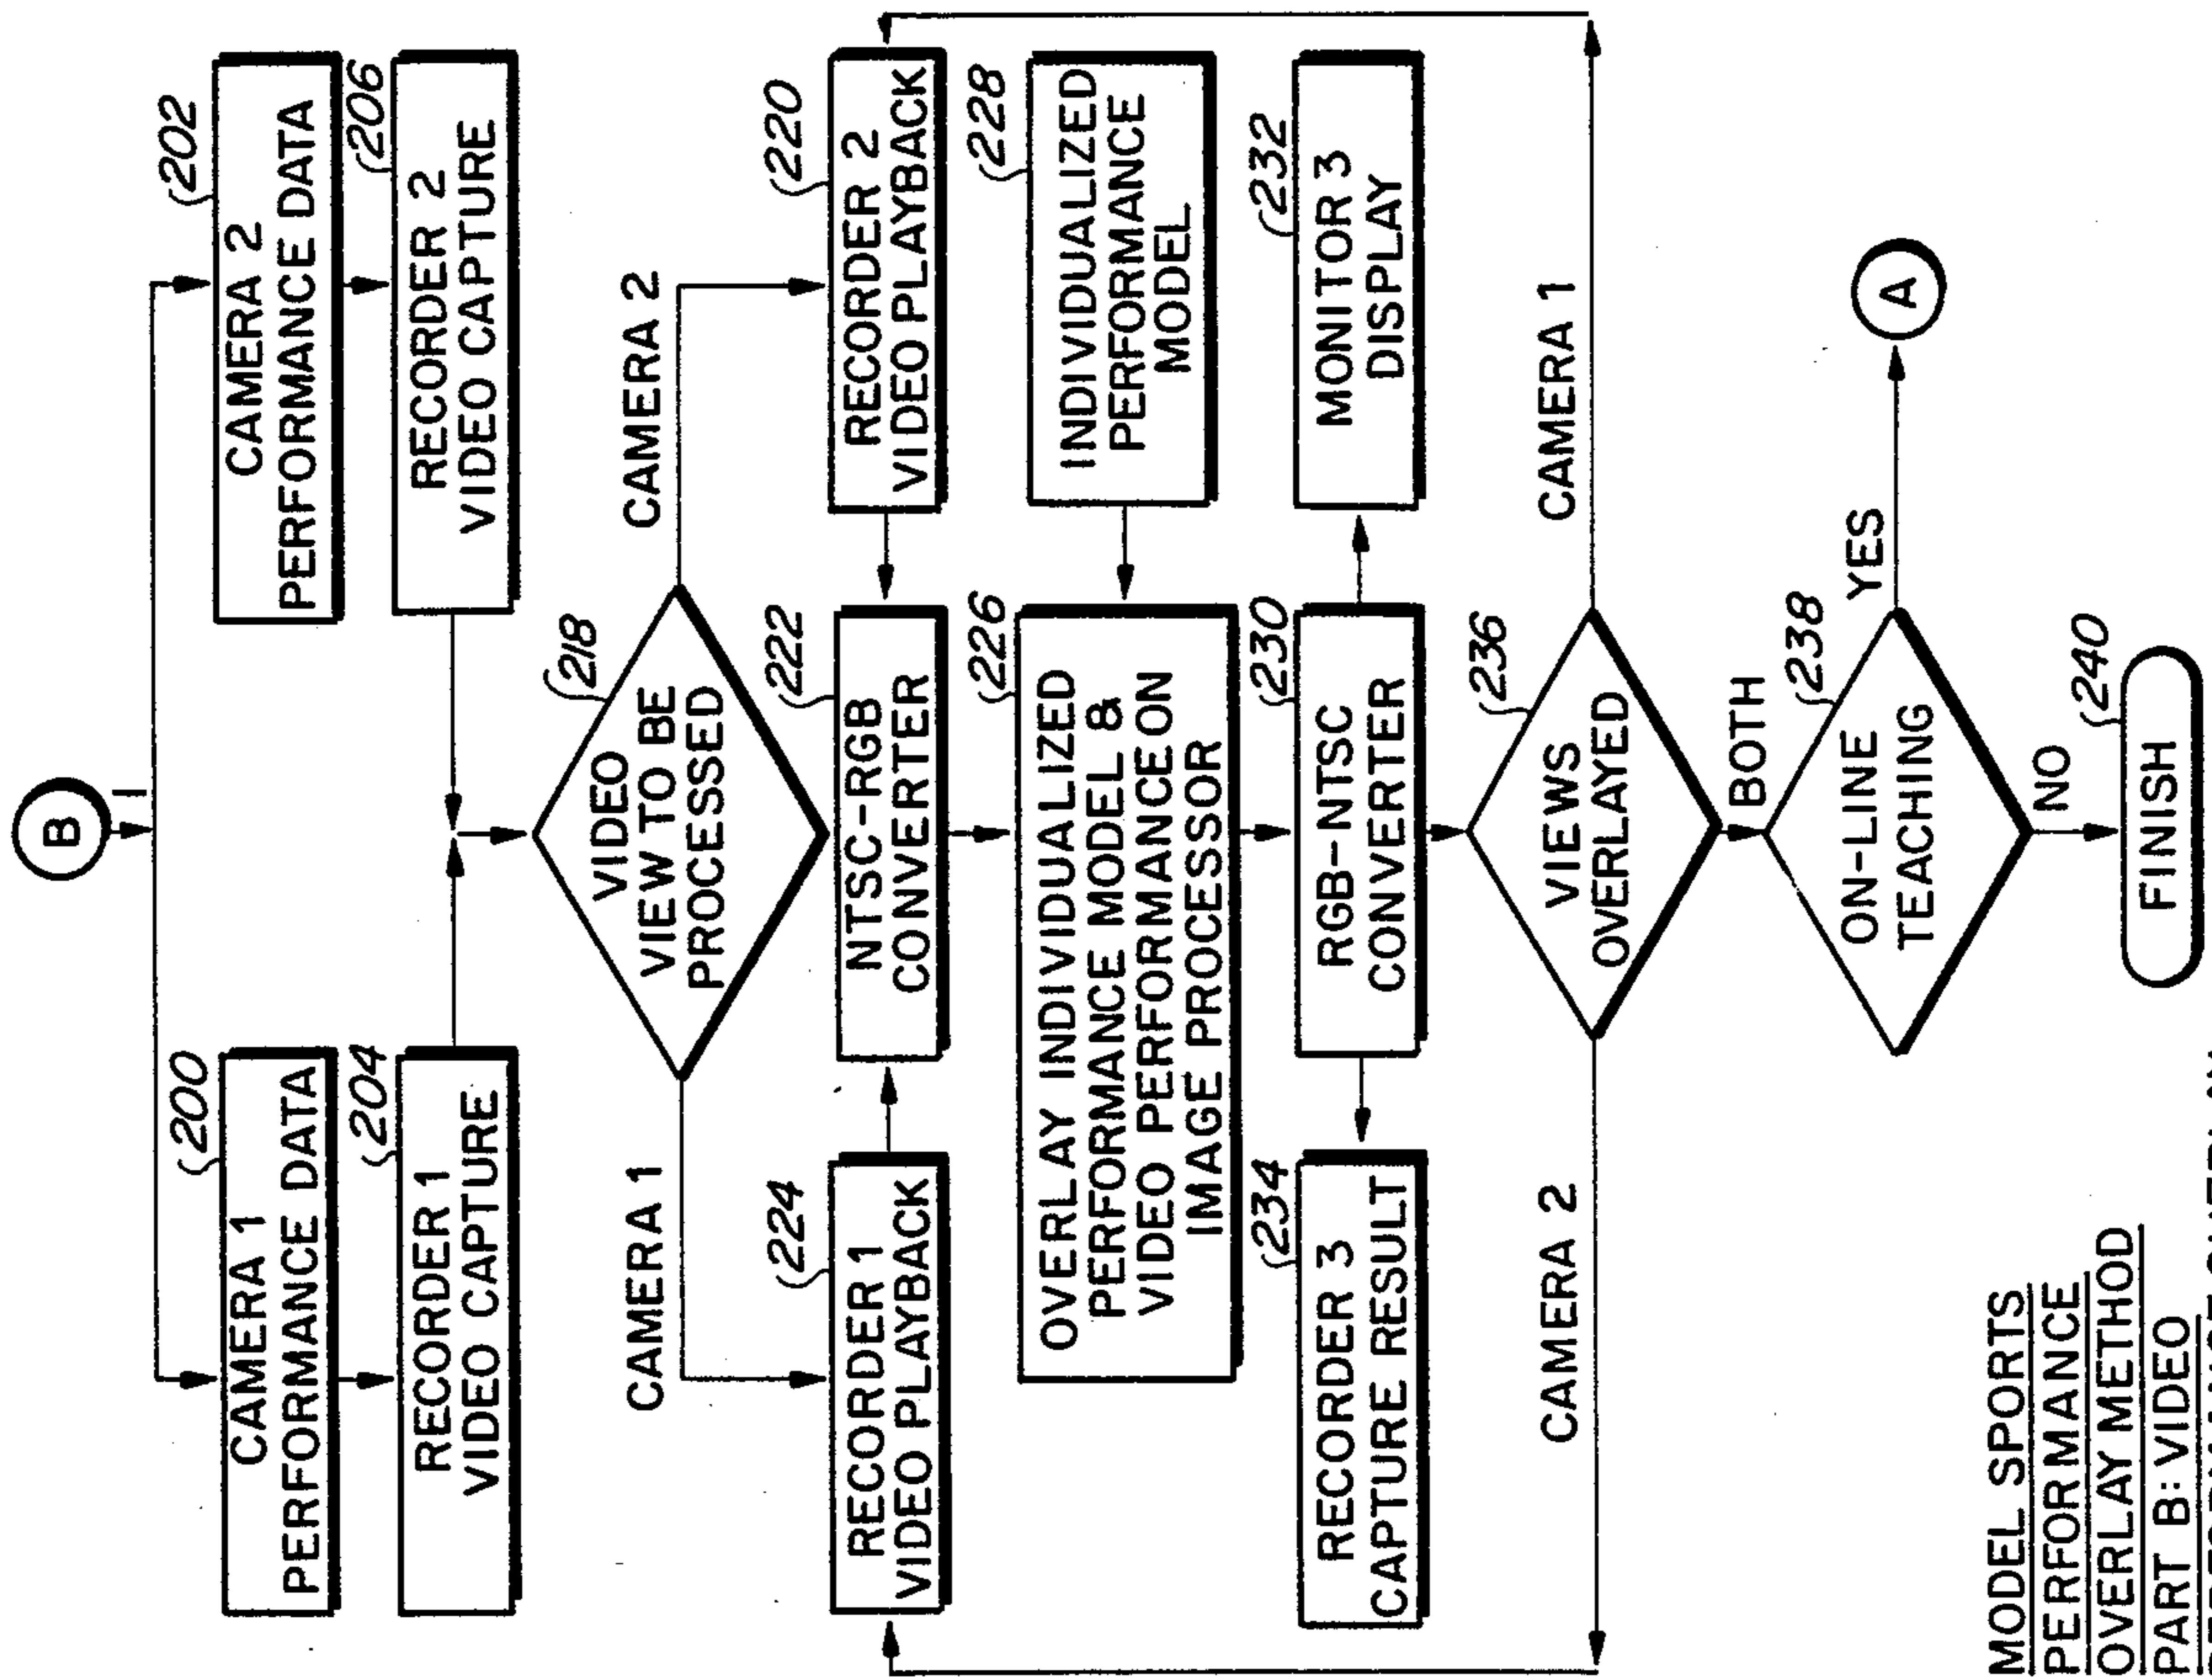 B
200
CAMERA 1
PERFORMANCE DATA
202
CAMERA 2
PERFORMANCE DATA
204
RECORDER 1
VIDEO CAPTURE
206
RECORDER 2
VIDEO CAPTURE
218
VIDEO
VIEW TO BE
PROCESSED
CAMERA 1
CAMERA 2
224
RECORDER 1
VIDEO PLAYBACK
222
NTSC-RGB
CONVERTER
220
RECORDER 2
VIDEO PLAYBACK
226
OVERLAY INDIVIDUALIZED
PERFORMANCE MODEL &
VIDEO PERFORMANCE ON
IMAGE PROCESSOR
228
INDIVIDUALIZED
PERFORMANCE
MODEL
234
RECORDER 3
CAPTURE RESULT
230
RGB-NTSC
CONVERTER
232
MONITOR 3
DISPLAY
236
VIEWS
OVERLAYED
CAMERA 2
CAMERA 1
BOTH
238
ON-LINE
TEACHING
YES
A
NO
240
FINISH
MODEL SPORTS
PERFORMANCE
OVERLAY METHOD
PART B: VIDEO